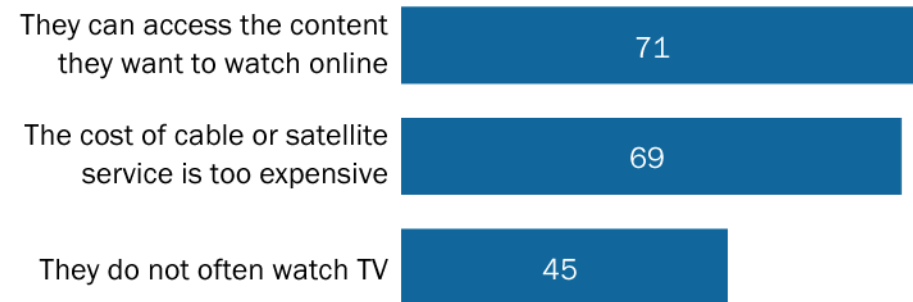 They can access the content
they want to watch online
71
The cost of cable or satellite
service is too expensive
69
They do not often watch TV
45